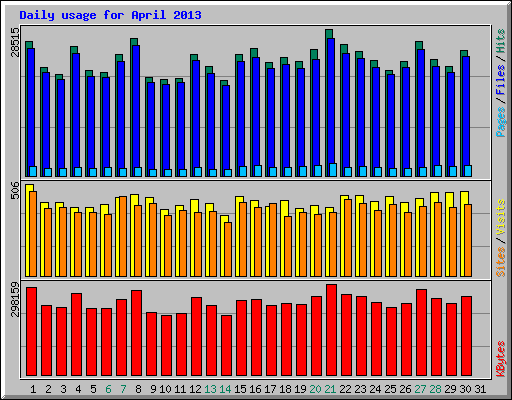 Daily usage for April 2013
28515
Pages / Files / Hits
506
Sites / Visits
298159
KBytes
1 2 3 4 5 6 7 8 9 10 11 12 13 14 15 16 17 18 19 20 21 22 23 24 25 26 27 28 29 30 31